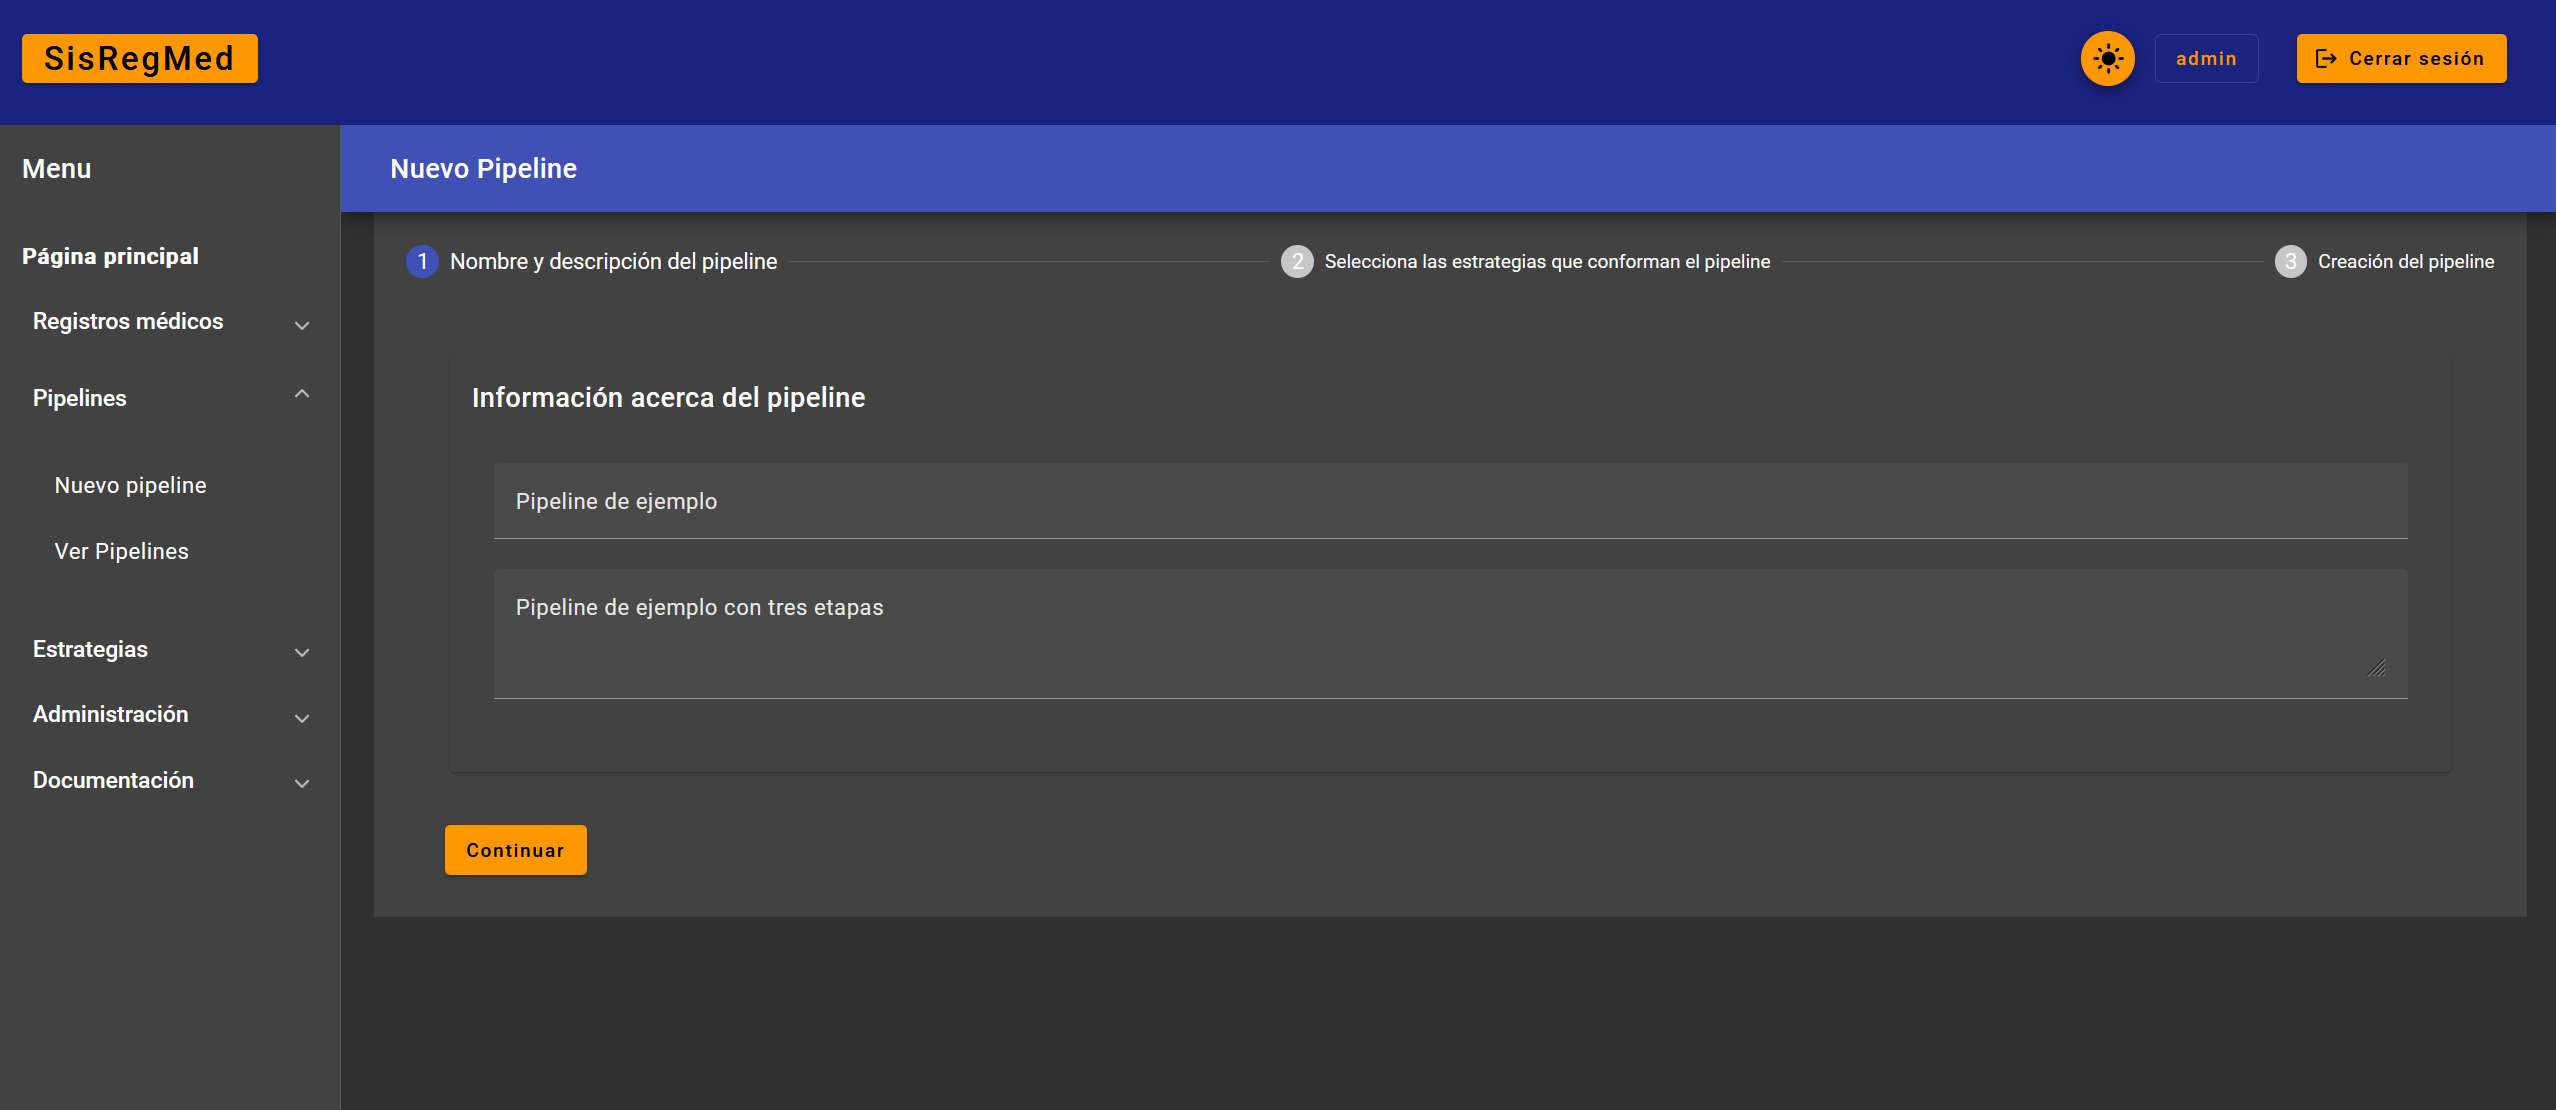 SisRegMed
admin
Cerrar sesión
Menu
Nuevo Pipeline
Página principal
Registros médicos
Pipelines
Nuevo pipeline
Ver Pipelines
Estrategias
Administración
Documentación
1 Nombre y descripción del pipeline
2 Selecciona las estrategias que conforman el pipeline
3 Creación del pipeline
Información acerca del pipeline
Pipeline de ejemplo
Pipeline de ejemplo con tres etapas
Continuar